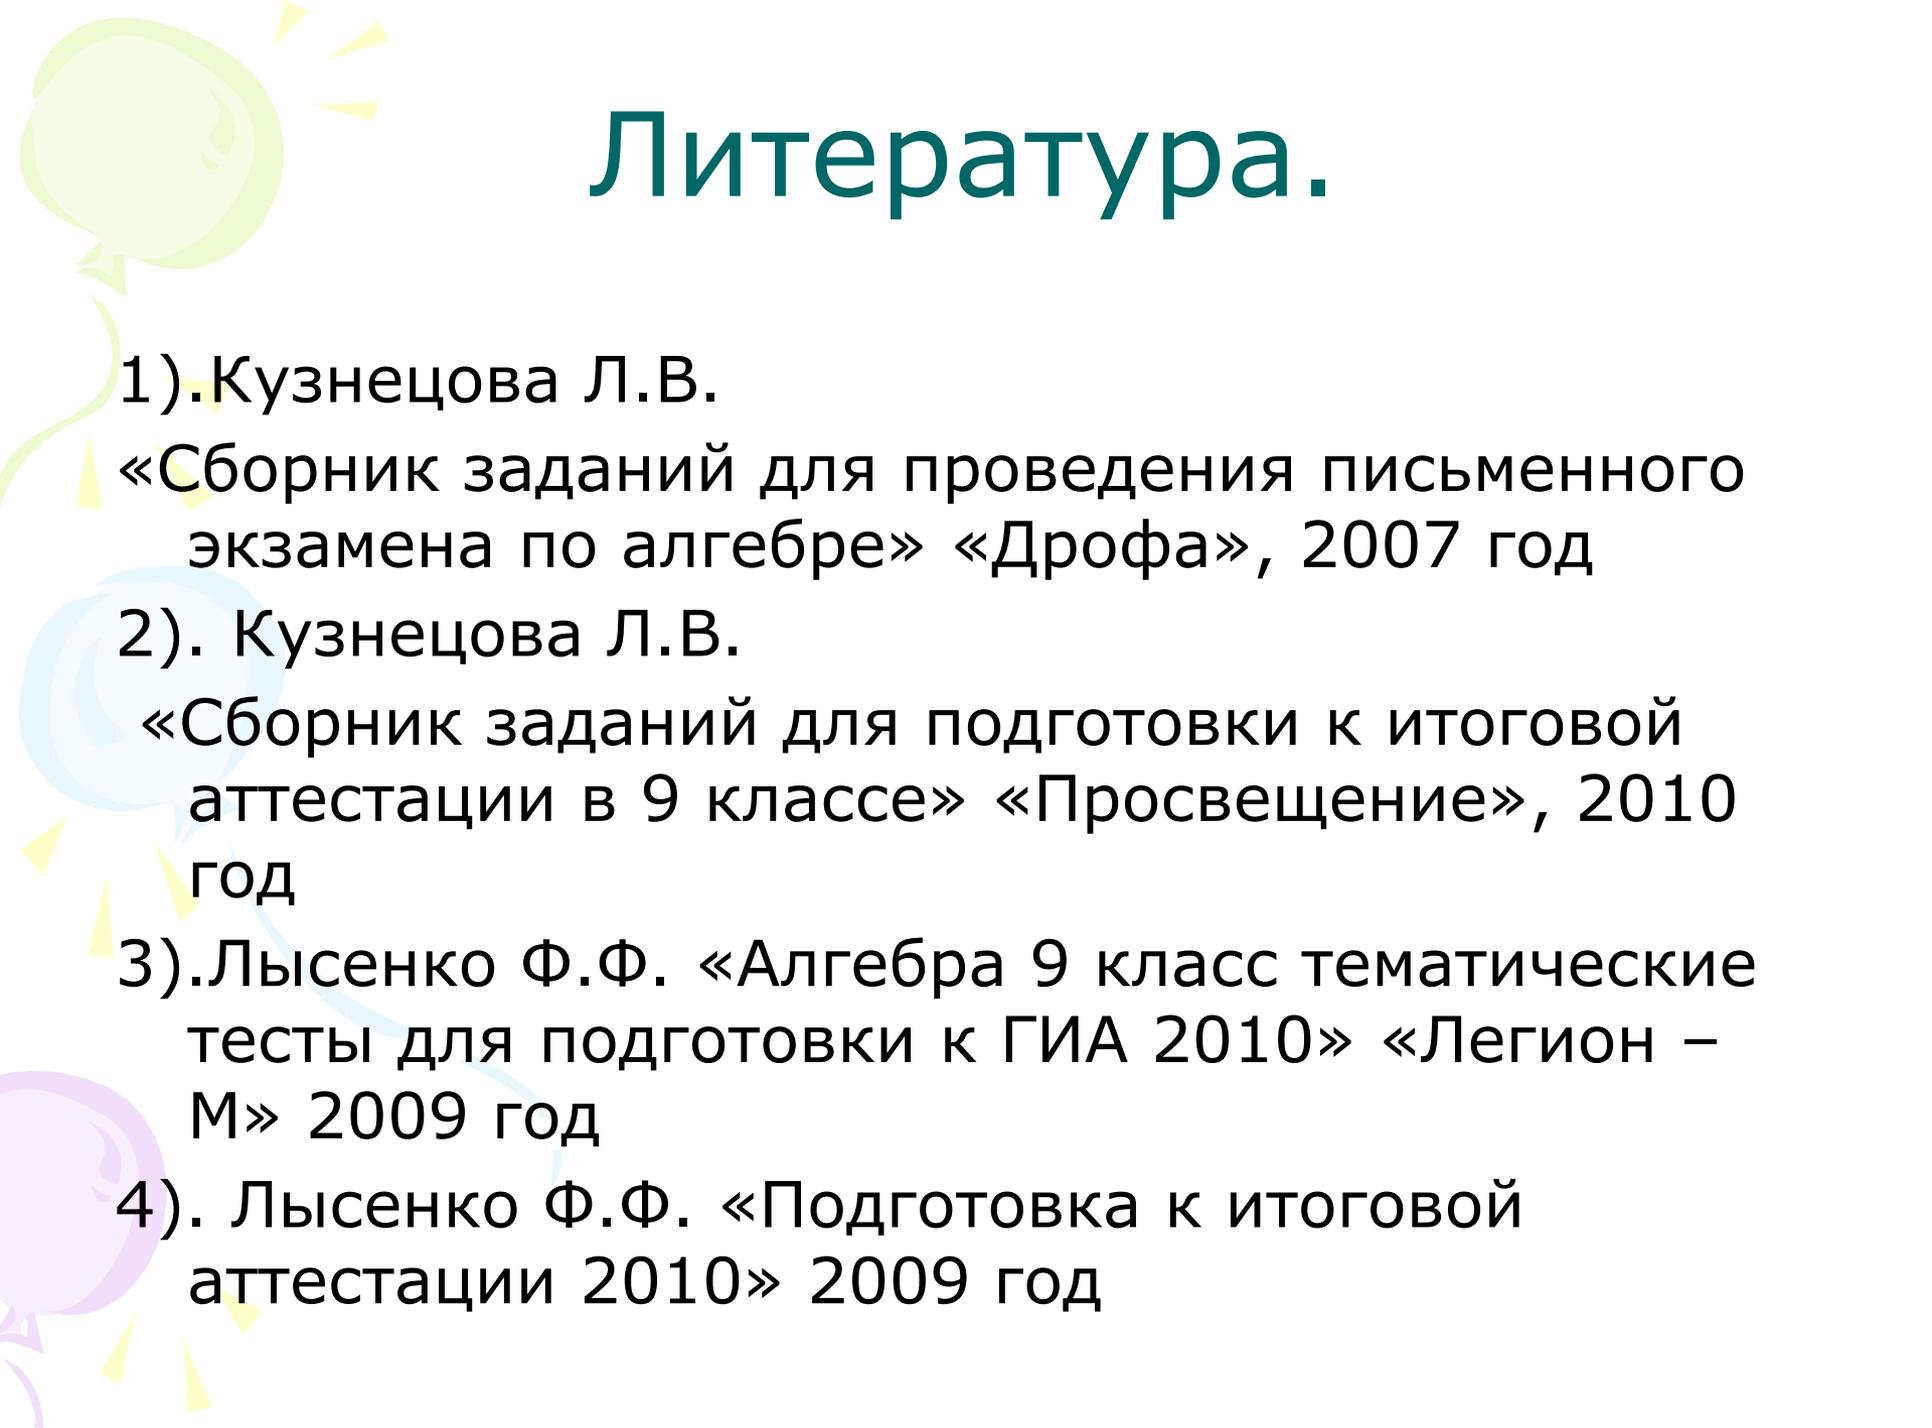 Литература.
1).Кузнецова Л.В.
«Сборник заданий для проведения письменного
экзамена по алгебре» «Дрофа», 2007 год
2). Кузнецова Л.В.
«Сборник заданий для подготовки к итоговой
аттестации в 9 классе» «Просвещение», 2010
год
3).Лысенко Ф.Ф. «Алгебра 9 класс тематические
тесты для подготовки к ГИА 2010» «Легион –
М» 2009 год
4). Лысенко Ф.Ф. «Подготовка к итоговой
аттестации 2010» 2009 год